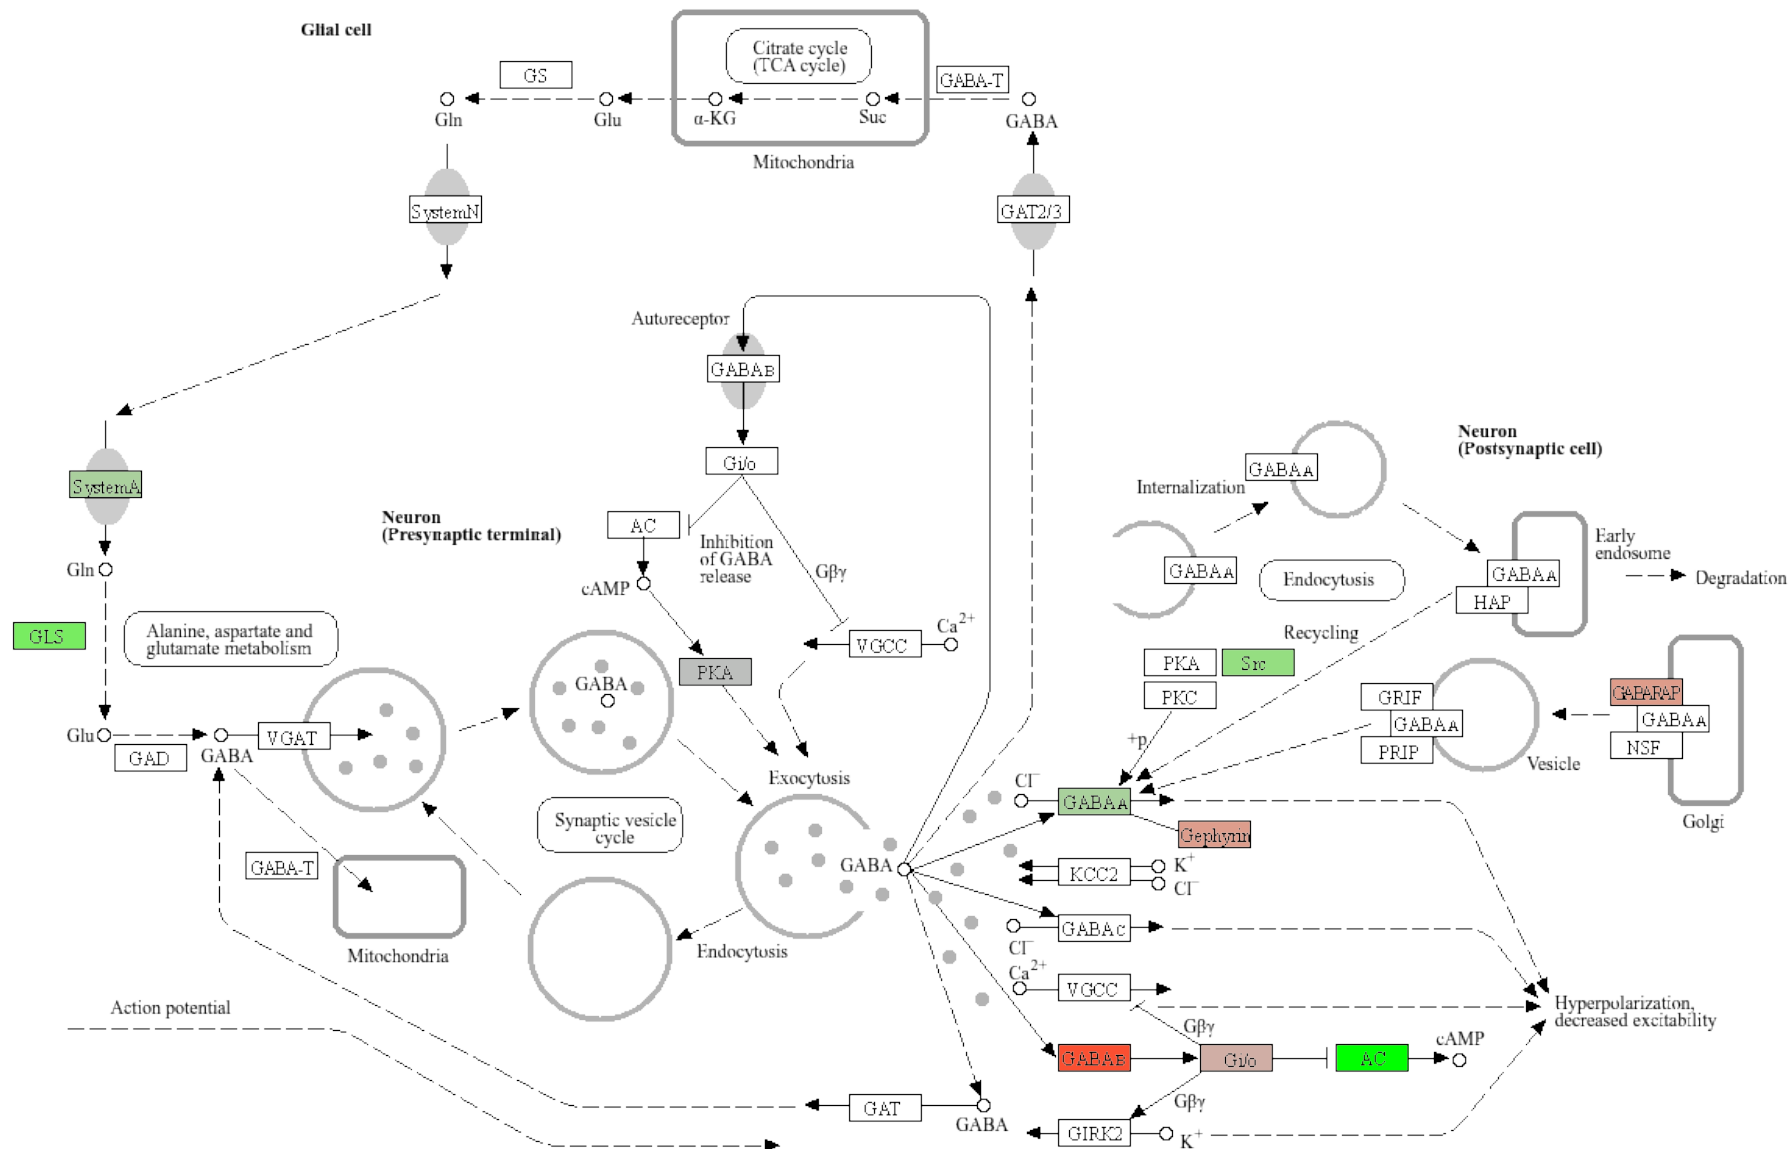 Glial cell
Citrate cycle
(TCA cycle)
GS
GABA-T
Gln
Glu
α-KG
Suc
GABA
Mitochondria
SystemN
GAT2/3
Autoreceptor
GABAB
Gi/o
Neuron
(Presynaptic terminal)
AC
Inhibition
of GABA
release
Gβγ
cAMP
Ca2+
VGCC
PKA
SystemA
Gln
GLS
Alanine, aspartate and
glutamate metabolism
Glu
GAD
GABA
VGAT
GABA
Exocytosis
Synaptic vesicle
cycle
GABA-T
Mitochondria
Endocytosis
GABA
Action potential
GAT
GABA
Neuron
(Postsynaptic cell)
GABAA
Internalization
GABAA
Endocytosis
GABAA
HAP
Early
endosome
Degradation
Recycling
PKA
Src
PKC
+p
GRIF
GABAA
PRIP
Vesicle
GABARAP
GABAA
NSF
Golgi
Cl−
GABAA
Gephyrin
KCC2
K+
Cl−
GABAC
Cl−
Ca2+
VGCC
Gβγ
Hyperpolarization,
decreased excitability
GABAB
Gi/o
AC
cAMP
Gβγ
GIRK2
K+